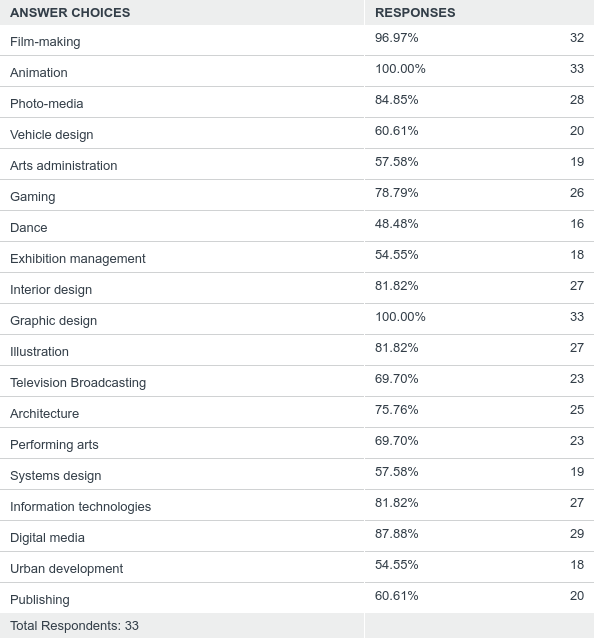 ANSWER CHOICES RESPONSES
Film-making 96.97% 32
Animation 100.00% 33
Photo-media 84.85% 28
Vehicle design 60.61% 20
Arts administration 57.58% 19
Gaming 78.79% 26
Dance 48.48% 16
Exhibition management 54.55% 18
Interior design 81.82% 27
Graphic design 100.00% 33
Illustration 81.82% 27
Television Broadcasting 69.70% 23
Architecture 75.76% 25
Performing arts 69.70% 23
Systems design 57.58% 19
Information technologies 81.82% 27
Digital media 87.88% 29
Urban development 54.55% 18
Publishing 60.61% 20
Total Respondents: 33